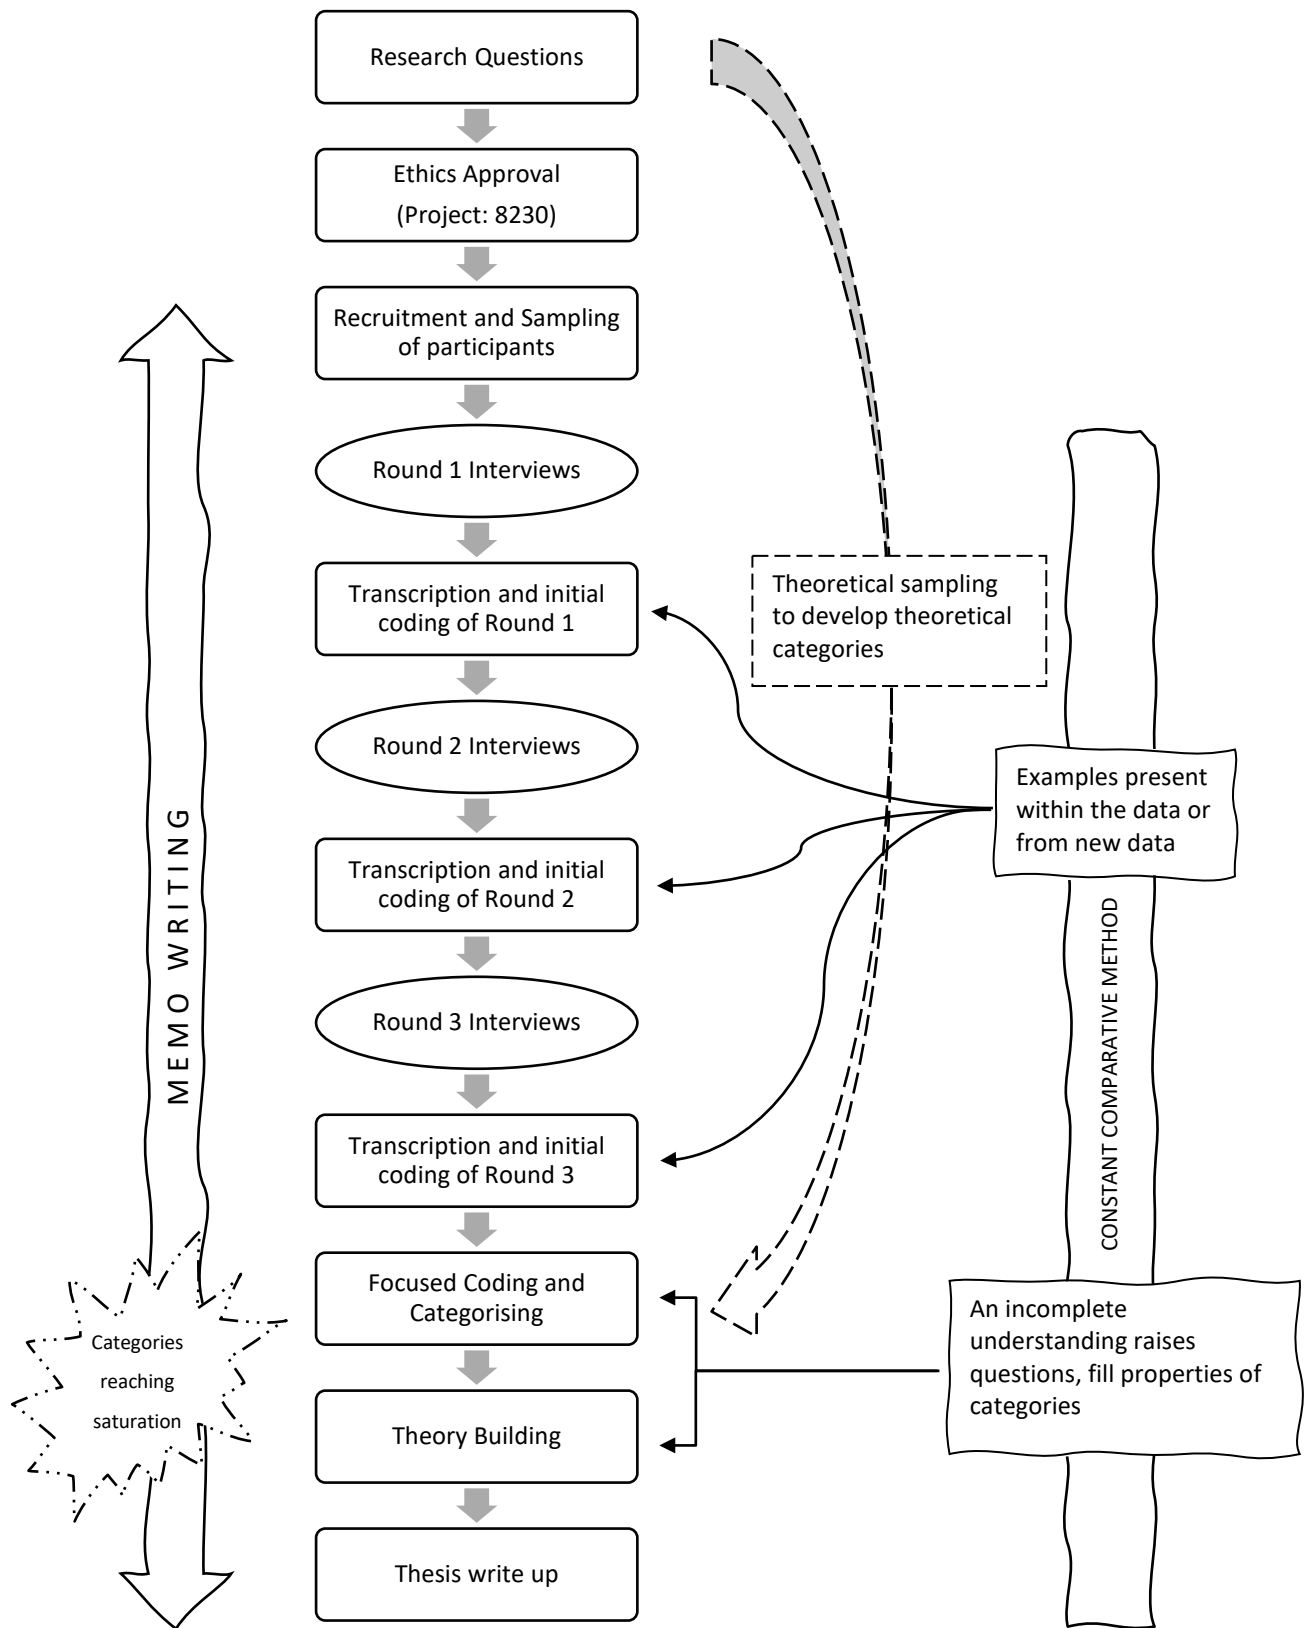 Research Questions
Ethics Approval
(Project: 8230)
Recruitment and Sampling
of participants
Round 1 Interviews
Transcription and initial
coding of Round 1
Round 2 Interviews
Transcription and initial
coding of Round 2
Round 3 Interviews
Transcription and initial
coding of Round 3
Focused Coding and
Categorising
Theory Building
Thesis write up
MEMO WRITING
Categories
reaching
saturation
Theoretical sampling
to develop theoretical
categories
Examples present
within the data or
from new data
CONSTANT COMPARATIVE METHOD
An incomplete
understanding raises
questions, fill properties of
categories